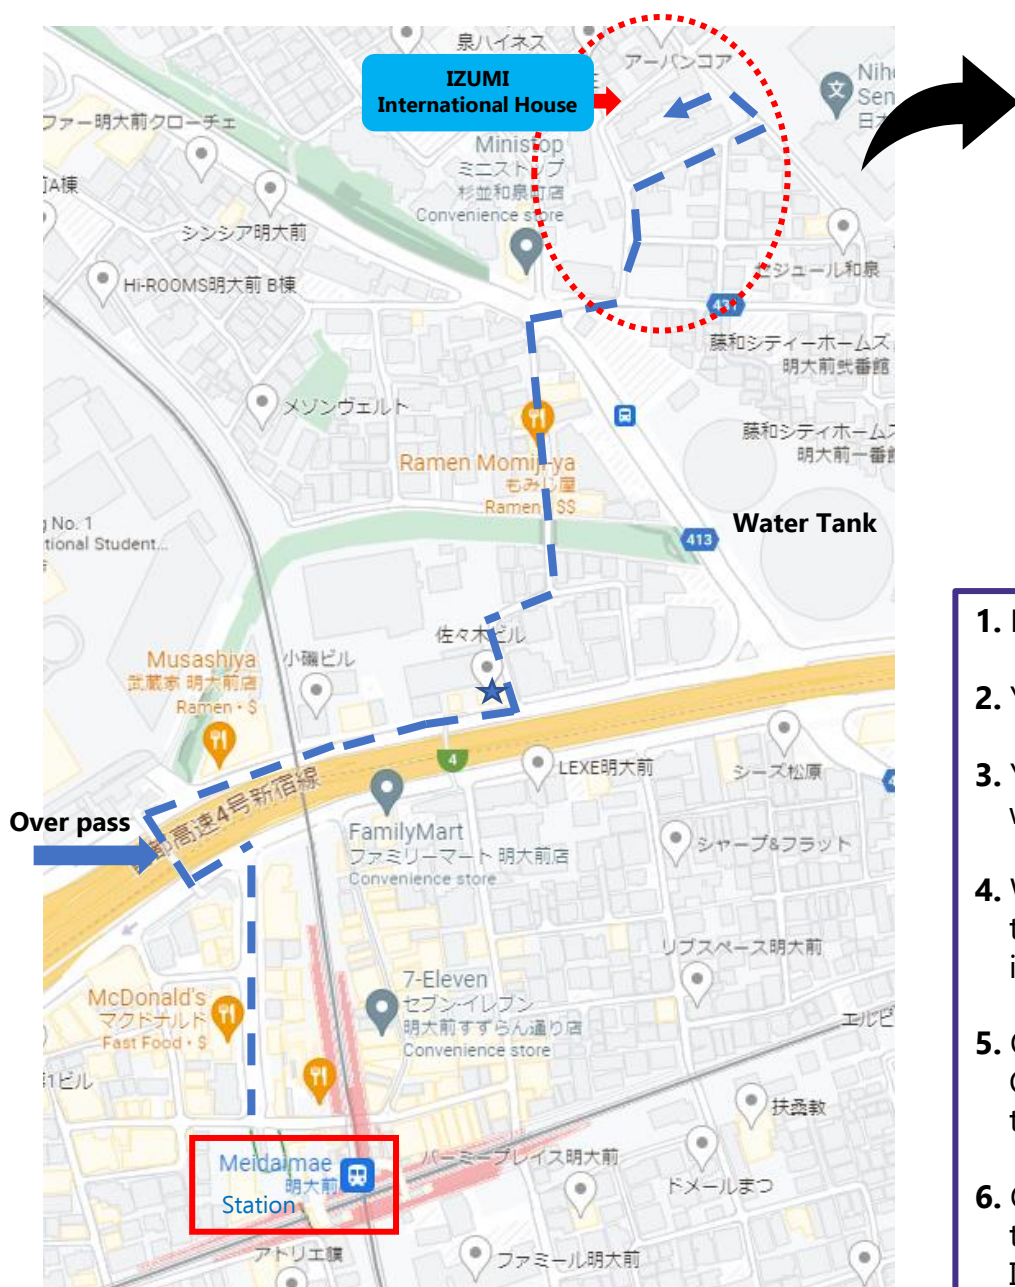 泉ハイネス
IZUMI
International House
アーバンコア
Nih
Sen
日
ファー明大前クローチェ
Ministop
ミニストップ
杉並和泉町店
Convenience store
A棟
シンシア明大前
Hi-ROOMS明大前 B棟
セジュール和泉
431
藤和シティーホームズ
明大前弐番館
メゾンヴェルト
藤和シティホームズ
明大前一番館
Ramen Momiji-ya
もみじ屋
Ramen · $$
g No. 1
tional Student...
Water Tank
413
佐々木ビル
小磯ビル
Musashiya
武蔵家 明大前店
Ramen · $
4
LEXE明大前
シーズ松原
首都高速4号新宿線
Over pass
FamilyMart
ファミリーマート 明大前店
Convenience store
シャープ&フラット
リブスペース明大前
7-Eleven
セブン-イレブン
明大前すずらん通り店
Convenience store
McDonald's
マクドナルド
Fast Food · $
エルビ
1ビル
扶桑教
Meidaimae
明大前
Station
パーミープレイス明大前
ドメールまつ
ファミール明大前
1.
2. Y
3. Y
w
4. W
t
i
5.
t
6.
t
I